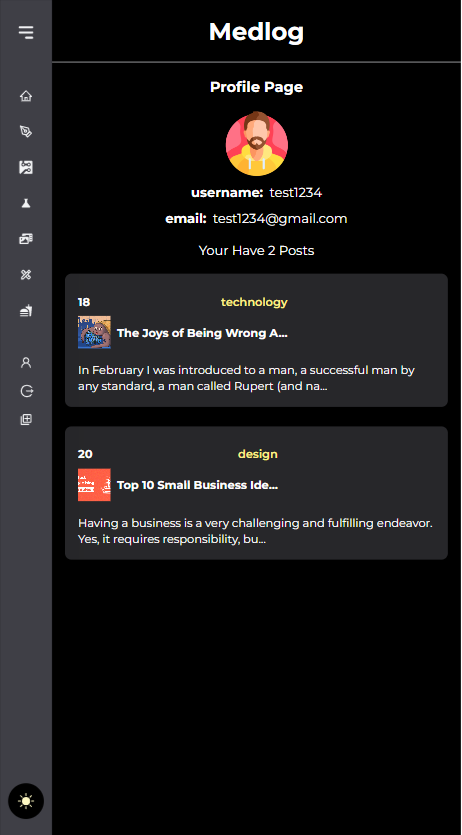 Medlog
Profile Page
username: test1234
email: test1234@gmail.com
Your Have 2 Posts
18 technology
The Joys of Being Wrong A...
In February I was introduced to a man, a successful man by
any standard, a man called Rupert (and na...
20 design
Top 10 Small Business Ide...
Having a business is a very challenging and fulfilling endeavor.
Yes, it requires responsibility, bu...